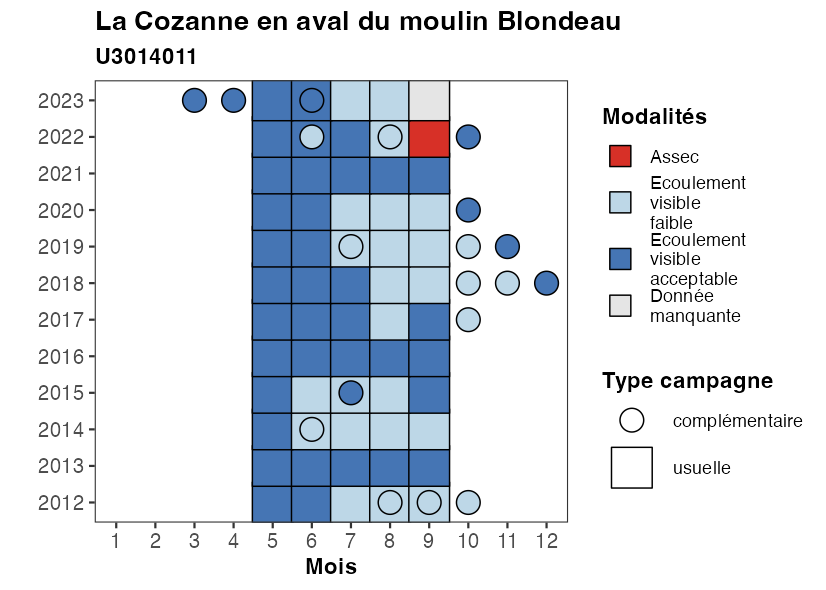 La Cozanne en aval du moulin Blondeau
U3014011
2023
2022
2021
2020
2019
2018
2017
2016
2015
2014
2013
2012
1 2 3 4 5 6 7 8 9 10 11 12
Mois
Modalités
Assec
Ecoulement
visible
faible
Ecoulement
visible
acceptable
Donnée
manquante
Type campagne
complémentaire
usuelle